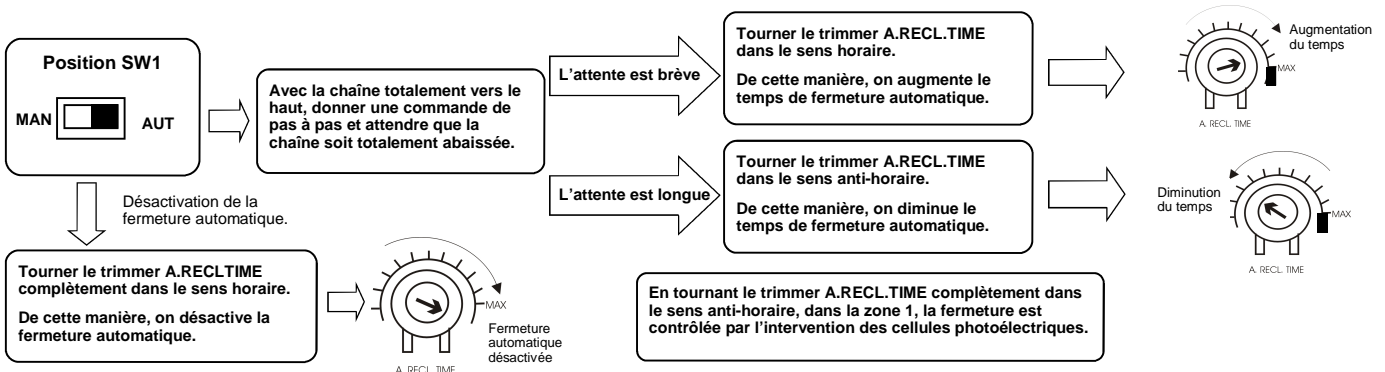 Position SW1
MAN
AUT
Désactivation de la
fermeture automatique.
Avec la chaîne totalement vers le
haut, donner une commande de
pas à pas et attendre que la
chaîne soit totalement abaissée.
L'attente est brève
Tourner le trimmer A.RECL.TIME
dans le sens horaire.
De cette manière, on augmente le
temps de fermeture automatique.
Augmentation
du temps
MAX
A. RECL. TIME
L'attente est longue
Tourner le trimmer A.RECL.TIME
dans le sens anti-horaire.
De cette manière, on diminue le
temps de fermeture automatique.
Diminution
du temps
MAX
A. RECL. TIME
Tourner le trimmer A.RECLTIME
complètement dans le sens horaire.
De cette manière, on désactive la
fermeture automatique.
MAX
Fermeture
automatique
désactivée
A. RECL. TIME
En tournant le trimmer A.RECL.TIME complètement dans
le sens anti-horaire, dans la zone 1, la fermeture est
contrôlée par l'intervention des cellules photoélectriques.